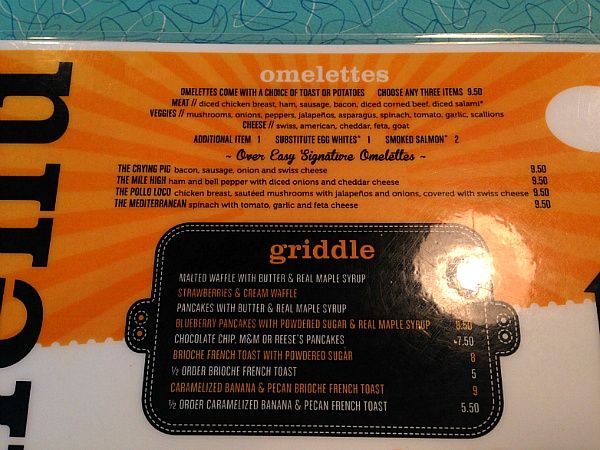 omelettes
OMELETTES COME WITH A CHOICE OF TOAST OR POTATOES CHOOSE ANY THREE ITEMS 9.50
MEAT // diced chicken breast, ham, sausage, bacon, diced corned beef, diced salami*
VEGGIES // mushrooms, onions, peppers, jalapeños, asparagus, spinach, tomato, garlic, scallions
CHEESE // swiss, american, cheddar, feta, goat
ADDITIONAL ITEM 1 SUBSTITUTE EGG WHITES* 1 SMOKED SALMON* 2
~ Over Easy Signature Omelettes ~
THE CRYING PIG bacon, sausage, onion and swiss cheese 9.50
THE MILE HIGH ham and bell pepper with diced onions and cheddar cheese 9.50
THE POLLO LOCO chicken breast, sautéed mushrooms with jalapeños and onions, covered with swiss cheese 9.50
THE MEDITERRANEAN spinach with tomato, garlic and feta cheese 9.50
griddle
MALTED WAFFLE WITH BUTTER & REAL MAPLE SYRUP
STRAWBERRIES & CREAM WAFFLE
PANCAKES WITH BUTTER & REAL MAPLE SYRUP
BLUEBERRY PANCAKES WITH POWDERED SUGAR & REAL MAPLE SYRUP 8.50
CHOCOLATE CHIP, M&M OR REESE'S PANCAKES 7.50
BRIOCHE FRENCH TOAST WITH POWDERED SUGAR 8
½ ORDER BRIOCHE FRENCH TOAST 5
CARAMELIZED BANANA & PECAN BRIOCHE FRENCH TOAST 9
½ ORDER CARAMELIZED BANANA & PECAN FRENCH TOAST 5.50